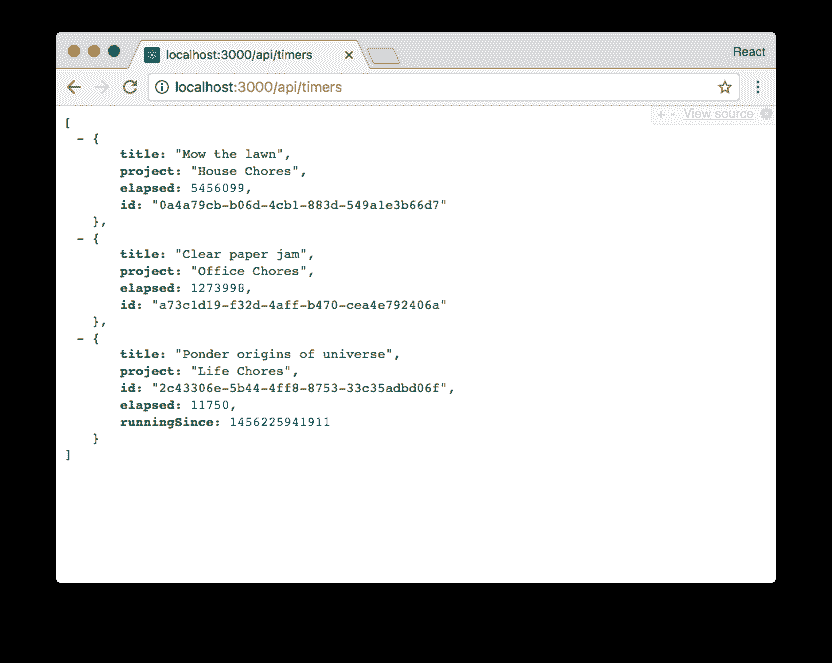 localhost:3000/api/timers
React
localhost:3000/api/timers
+ - View source
[
- {
title: "Mow the lawn",
project: "House Chores",
elapsed: 5456099,
id: "0a4a79cb-b06d-4cb1-883d-549a1e3b66d7"
},
- {
title: "Clear paper jam",
project: "Office Chores",
elapsed: 1273998,
id: "a73c1d19-f32d-4aff-b470-cea4e792406a"
},
- {
title: "Ponder origins of universe",
project: "Life Chores",
id: "2c43306e-5b44-4ff8-8753-33c35adbd06f",
elapsed: 11750,
runningSince: 1456225941911
}
]